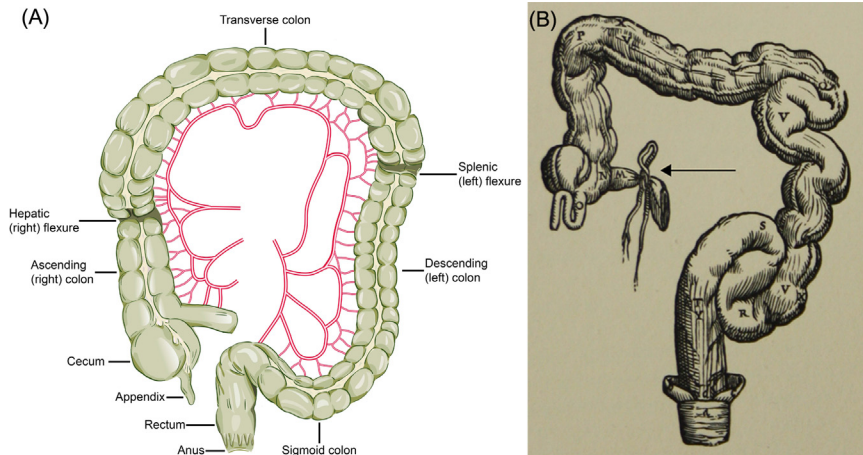 (A)
Transverse colon
Splenic
(left) flexure
Hepatic
(right) flexure
Ascending
(right) colon
Descending
(left) colon
Cecum
Appendix
Rectum
Anus
Sigmoid colon
(B)
X
P
V
V
O
S
V
X
R
T
Y
A